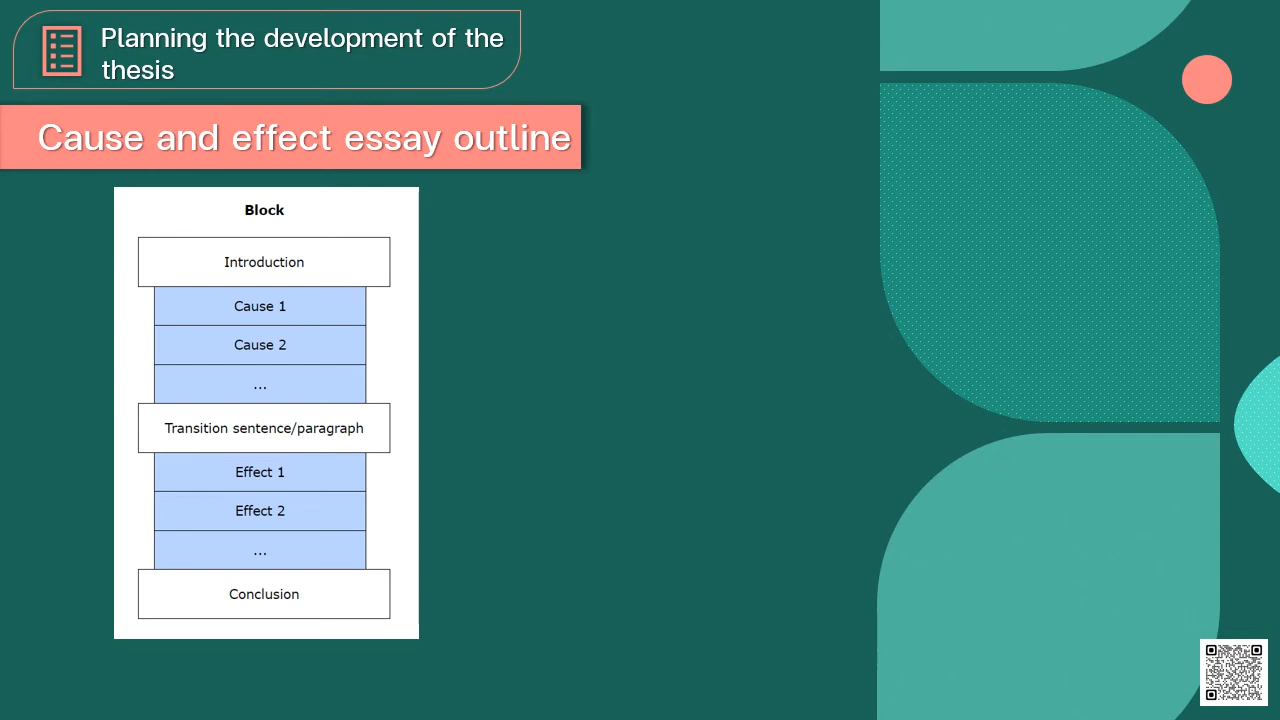 Planning the development of the
thesis
Cause and effect essay outline
Block
Introduction
Cause 1
Cause 2
...
Transition sentence/paragraph
Effect 1
Effect 2
...
Conclusion